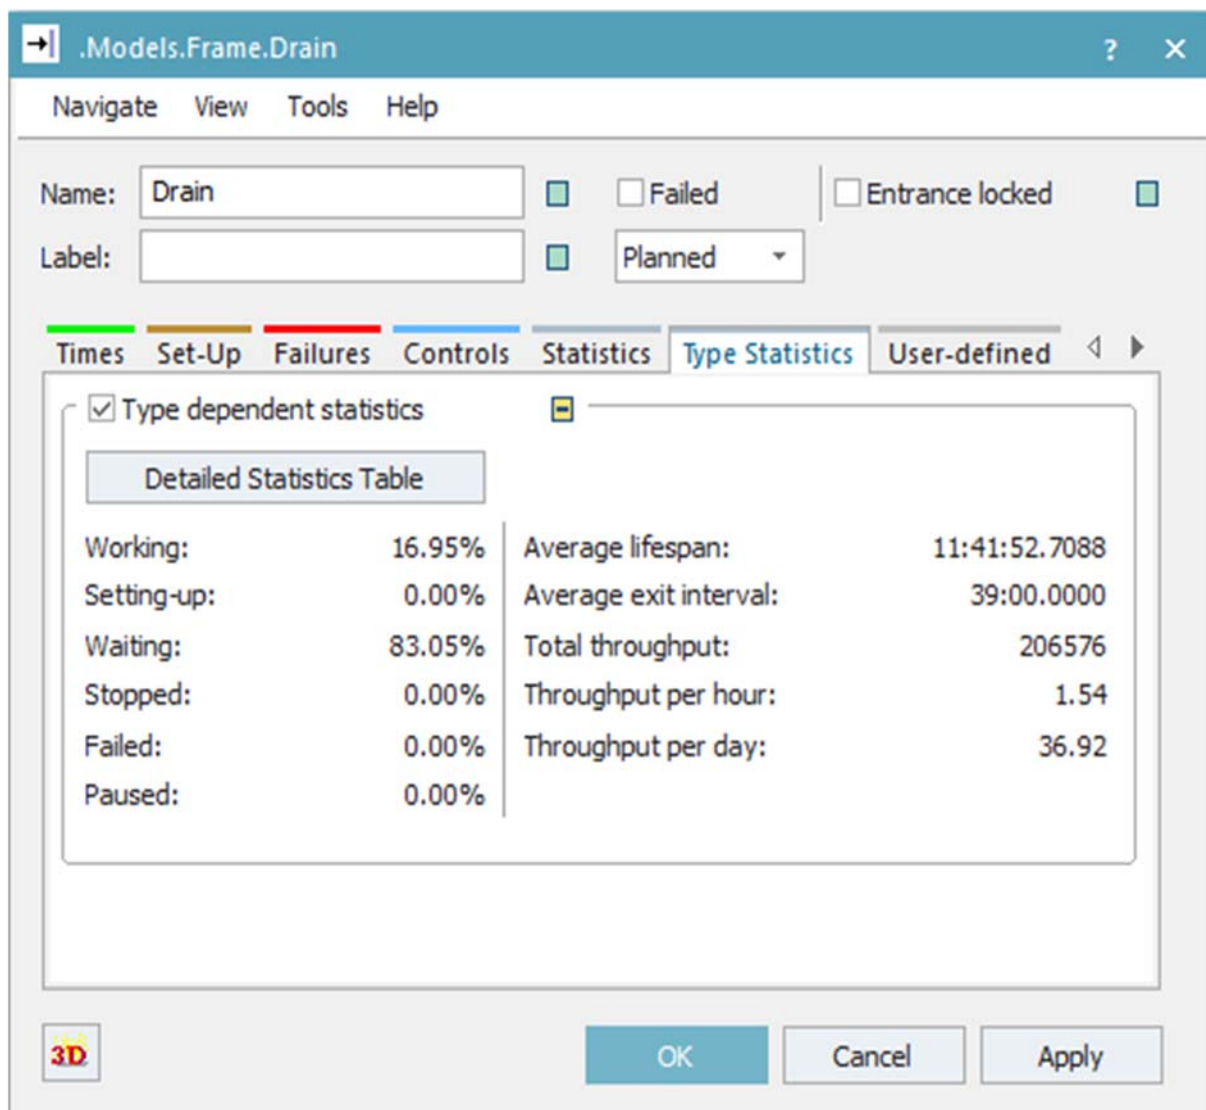 .Models.Frame.Drain ? ×
Navigate View Tools Help
Name: Drain Failed Entrance locked
Label: Planned
Times Set-Up Failures Controls Statistics Type Statistics User-defined
Type dependent statistics
Detailed Statistics Table
Working: 16.95% Average lifespan: 11:41:52.7088
Setting-up: 0.00% Average exit interval: 39:00.0000
Waiting: 83.05% Total throughput: 206576
Stopped: 0.00% Throughput per hour: 1.54
Failed: 0.00% Throughput per day: 36.92
Paused: 0.00%
3D OK Cancel Apply